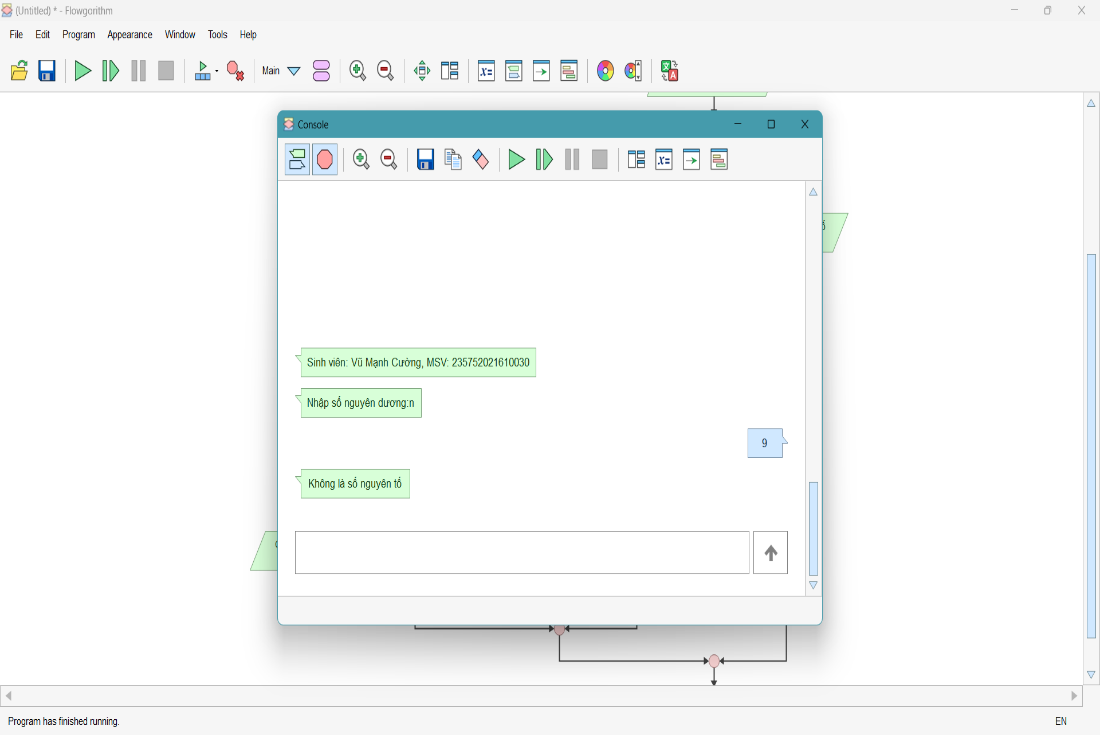 (Untitled) * - Flowgorithm
File Edit Program Appearance Window Tools Help
Main
Console
Sinh viên: Vũ Mạnh Cường, MSV: 235752021610030
Nhập số nguyên dương:n
9
Không là số nguyên tố
Program has finished running.
EN